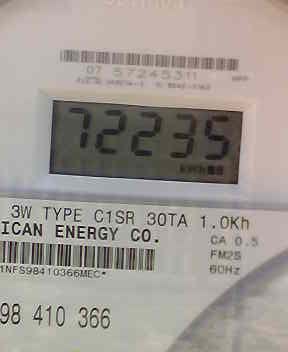 07 57245311
72235
3W TYPE C1SR 30TA 1.0Kh
ICAN ENERGY CO.
CA 0.5
FM2S
1NFS98410366MEC*
60Hz
98 410 366